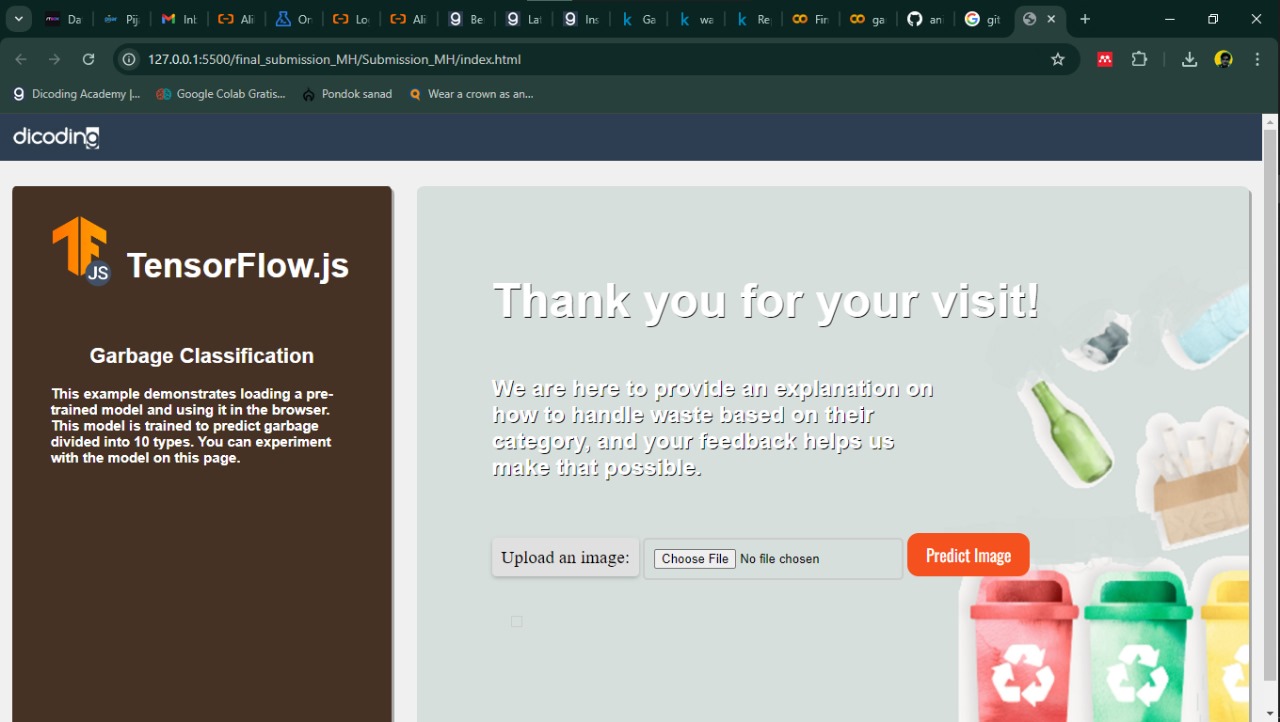 Da
Pij
Inl
Ali
On
Lo
Ali
Be
Lat
Ins
Ga
wa
Re
Fin
ga
an
git
127.0.0.1:5500/final_submission_MH/Submission_MH/index.html
Dicoding Academy |...
Google Colab Gratis...
Pondok sanad
Wear a crown as an...
dicoding
JS
TensorFlow.js
Garbage Classification
This example demonstrates loading a pre-
trained model and using it in the browser.
This model is trained to predict garbage
divided into 10 types. You can experiment
with the model on this page.
Thank you for your visit!
We are here to provide an explanation on
how to handle waste based on their
category, and your feedback helps us
make that possible.
Upload an image:
Choose File No file chosen
Predict Image